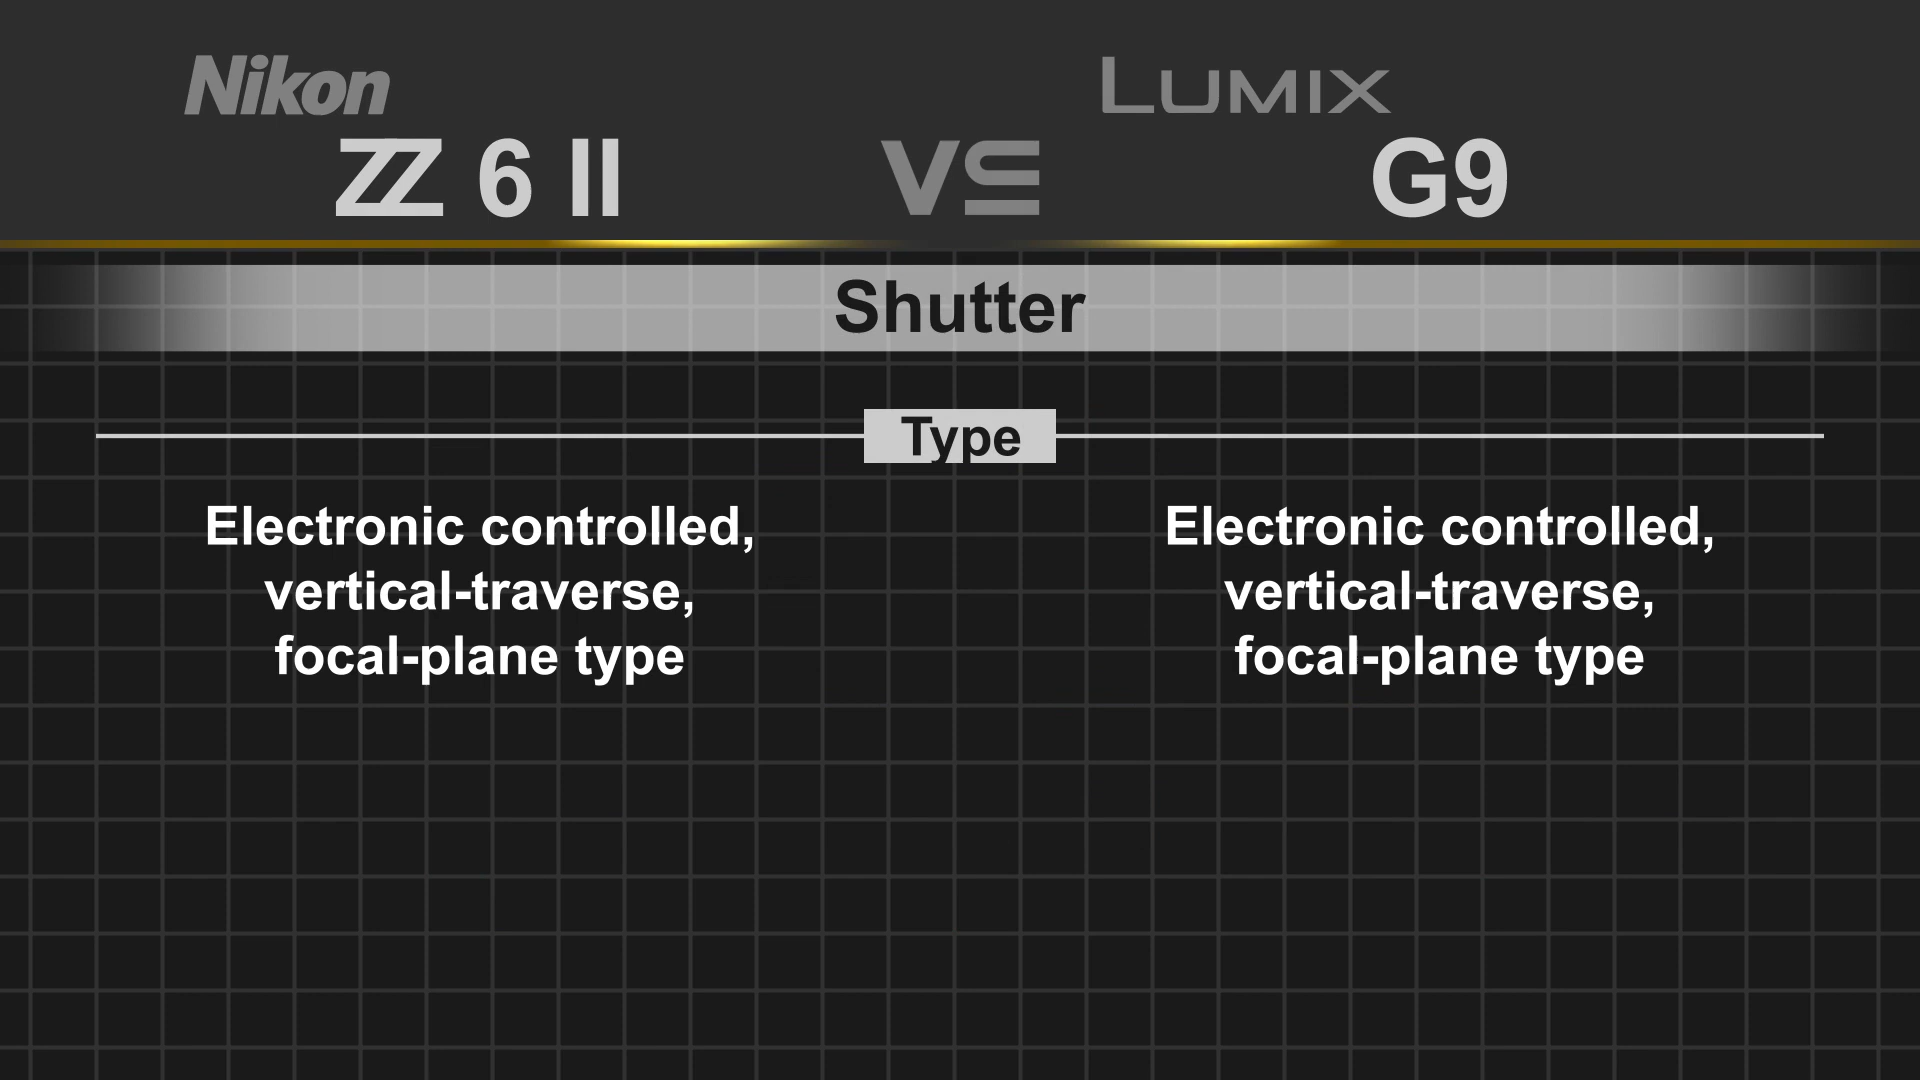 Nikon
LUMIX
ZZ 6 II
VS
G9
Shutter
Type
Electronic controlled,
vertical-traverse,
focal-plane type
Electronic controlled,
vertical-traverse,
focal-plane type